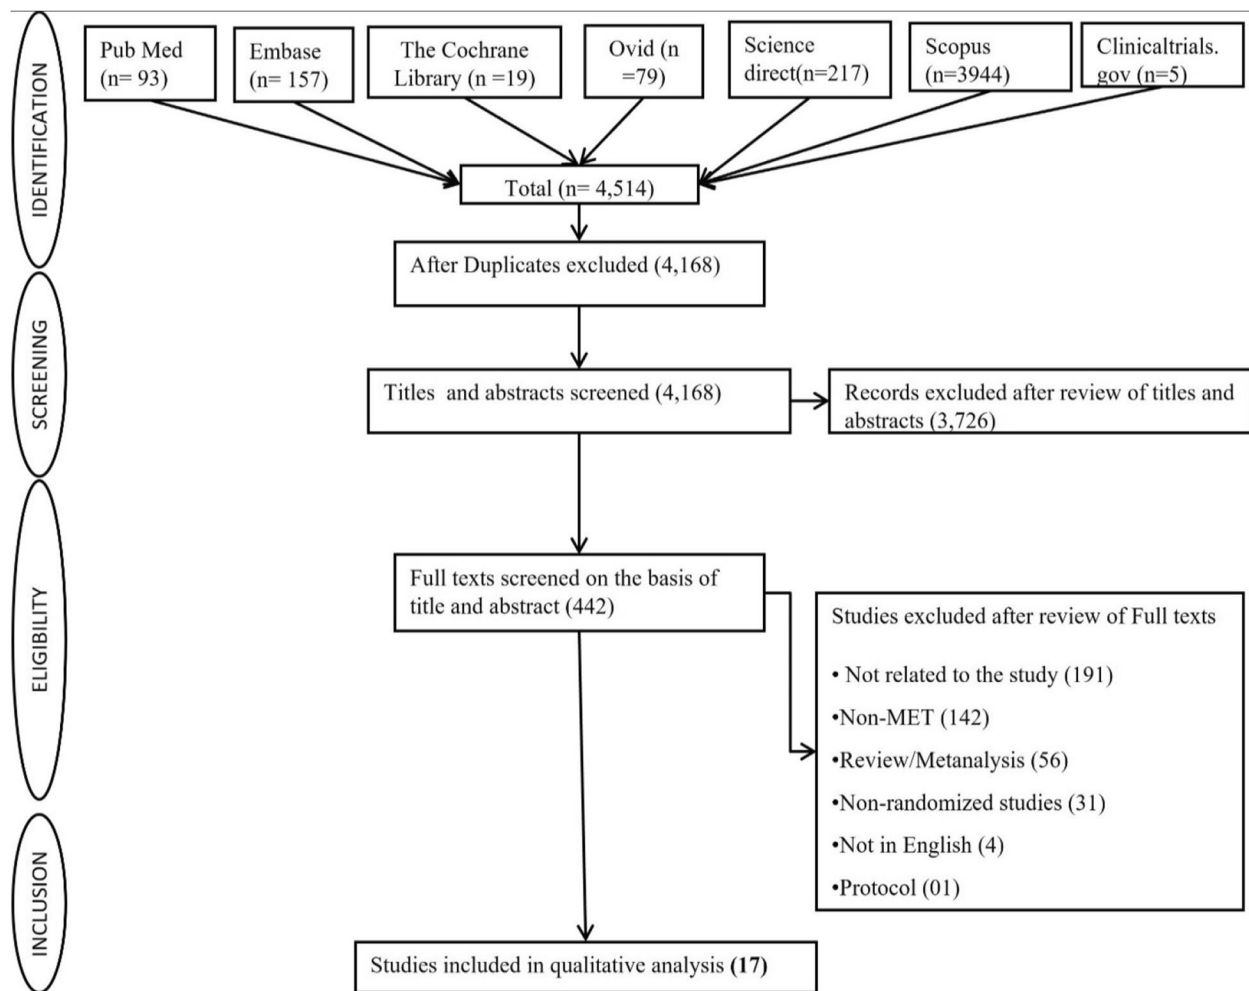 IDENTIFICATION
Pub Med
(n= 93)
Embase
(n= 157)
The Cochrane
Library (n =19)
Ovid (n
=79)
Science
direct(n=217)
Scopus
(n=3944)
Clinicaltrials.
gov (n=5)
Total (n= 4,514)
After Duplicates excluded (4,168)
SCREENING
Titles and abstracts screened (4,168)
Records excluded after review of titles and
abstracts (3,726)
ELIGIBILITY
Full texts screened on the basis of
title and abstract (442)
Studies excluded after review of Full texts
• Not related to the study (191)
•Non-MET (142)
•Review/Metanalysis (56)
•Non-randomized studies (31)
•Not in English (4)
•Protocol (01)
INCLUSION
Studies included in qualitative analysis (17)